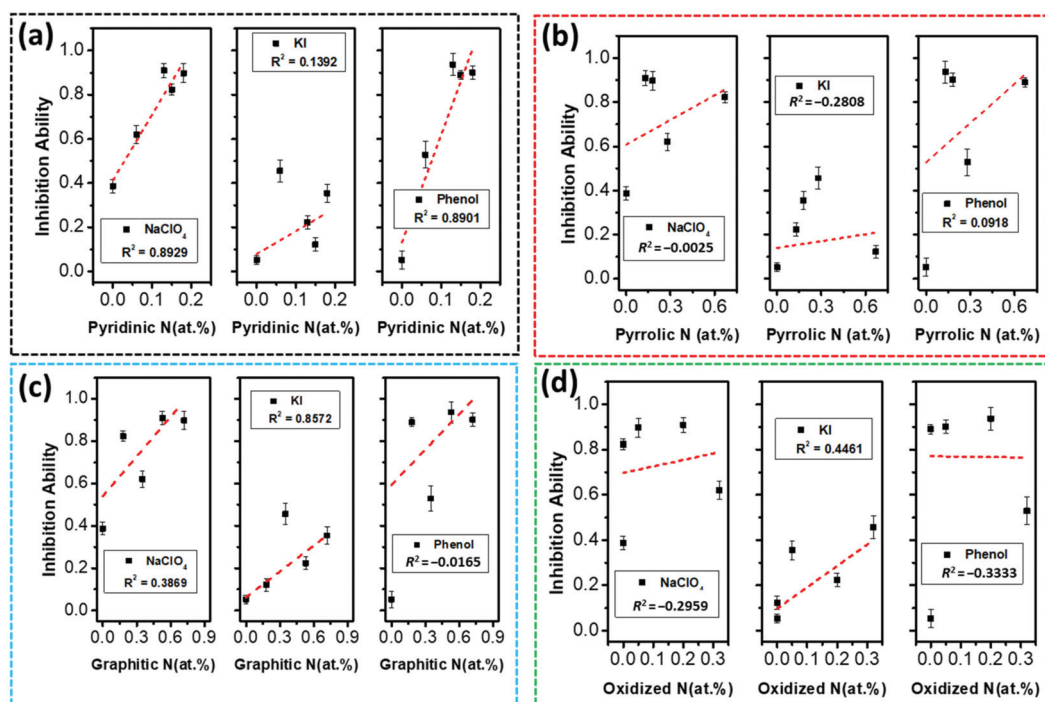 (a)
Inhibition Ability
1.0
0.8
0.6
0.4
0.2
0.0
NaClO₄
R² = 0.8929
0.0 0.1 0.2
Pyridinic N(at.%)
KI
R² = 0.1392
0.0 0.1 0.2
Pyridinic N(at.%)
Phenol
R² = 0.8901
0.0 0.1 0.2
Pyridinic N(at.%)
(b)
Inhibition Ability
1.0
0.8
0.6
0.4
0.2
0.0
NaClO₄
R² =−0.0025
0.0 0.3 0.6
Pyrrolic N (at.%)
KI
R² =−0.2808
0.0 0.3 0.6
Pyrrolic N (at.%)
Phenol
R² = 0.0918
0.0 0.3 0.6
Pyrrolic N (at.%)
(c)
Inhibition Ability
1.0
0.8
0.6
0.4
0.2
0.0
NaClO₄
R² = 0.3869
0.0 0.3 0.6 0.9
Graphitic N(at.%)
KI
R² = 0.8572
0.0 0.3 0.6 0.9
Graphitic N(at.%)
Phenol
R² =−0.0165
0.0 0.3 0.6 0.9
Graphitic N(at.%)
(d)
Inhibition Ability
1.0
0.8
0.6
0.4
0.2
0.0
NaClO₄
R² =−0.2959
0.0 0.1 0.2 0.3
Oxidized N(at.%)
KI
R² = 0.4461
0.0 0.1 0.2 0.3
Oxidized N(at.%)
Phenol
R² =−0.3333
0.0 0.1 0.2 0.3
Oxidized N(at.%)